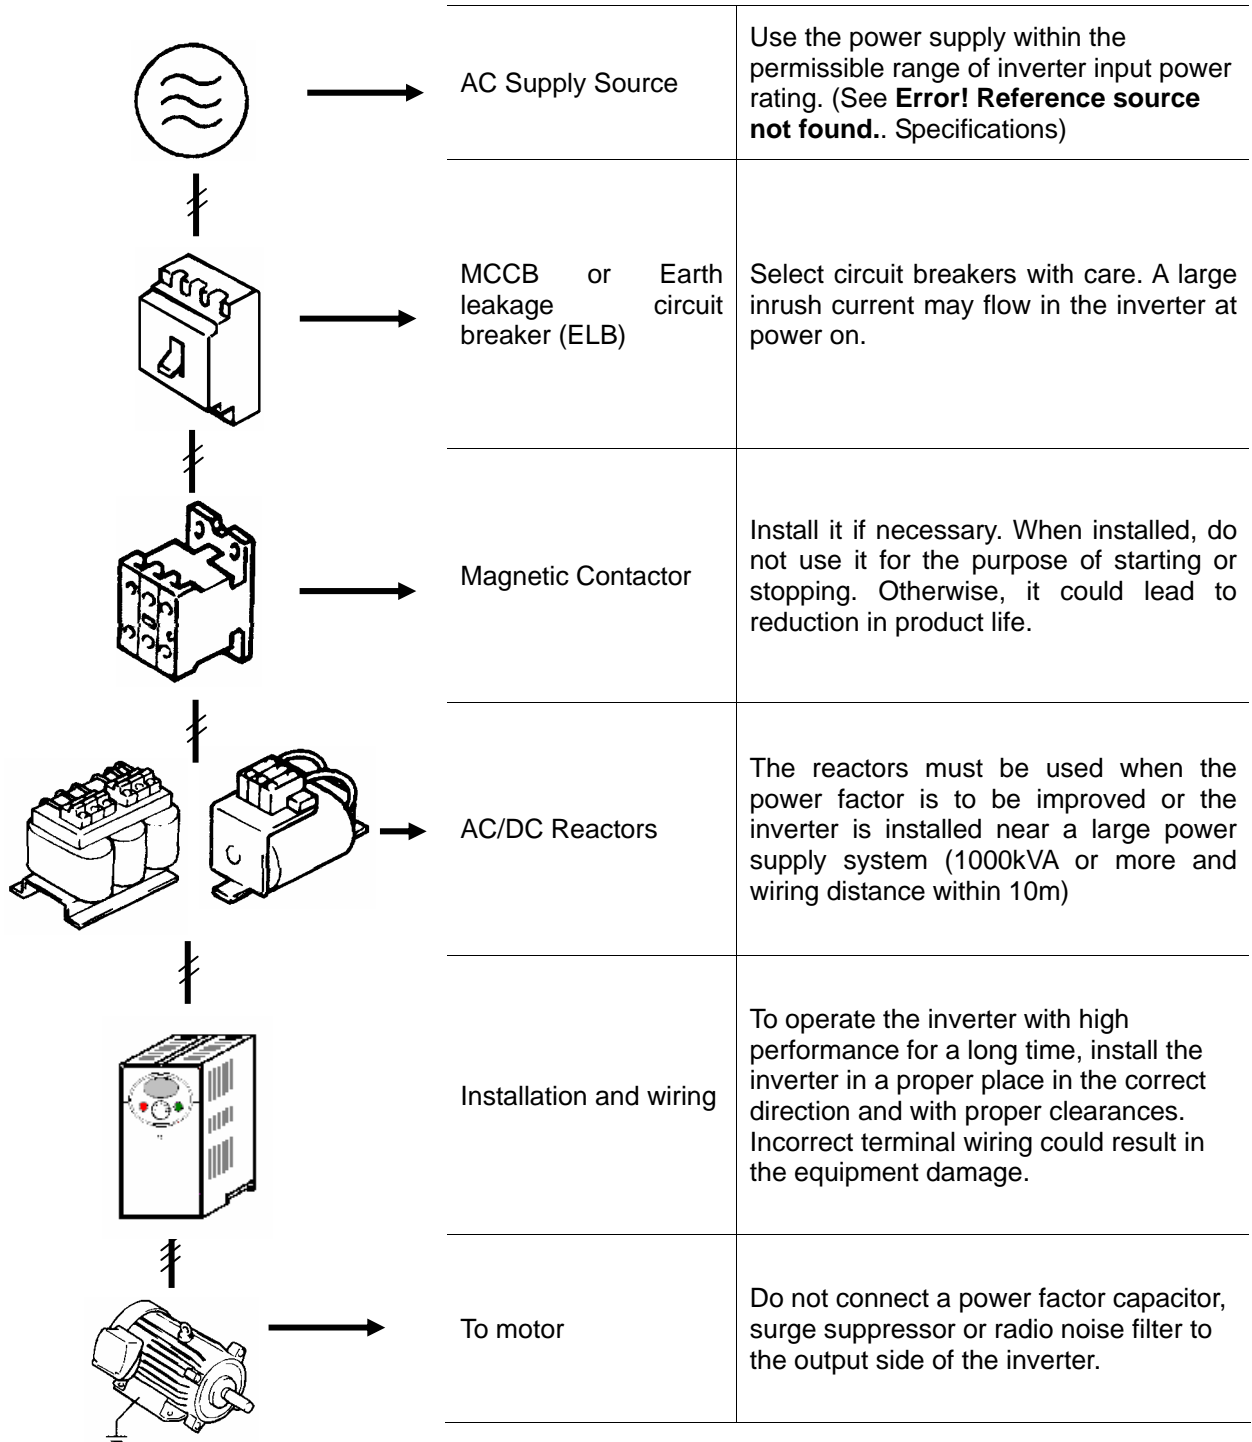 AC Supply Source
Use the power supply within the
permissible range of inverter input power
rating. (See Error! Reference source
not found.. Specifications)
MCCB or Earth
leakage circuit
breaker (ELB)
Select circuit breakers with care. A large
inrush current may flow in the inverter at
power on.
Magnetic Contactor
Install it if necessary. When installed, do
not use it for the purpose of starting or
stopping. Otherwise, it could lead to
reduction in product life.
AC/DC Reactors
The reactors must be used when the
power factor is to be improved or the
inverter is installed near a large power
supply system (1000kVA or more and
wiring distance within 10m)
Installation and wiring
To operate the inverter with high
performance for a long time, install the
inverter in a proper place in the correct
direction and with proper clearances.
Incorrect terminal wiring could result in
the equipment damage.
To motor
Do not connect a power factor capacitor,
surge suppressor or radio noise filter to
the output side of the inverter.